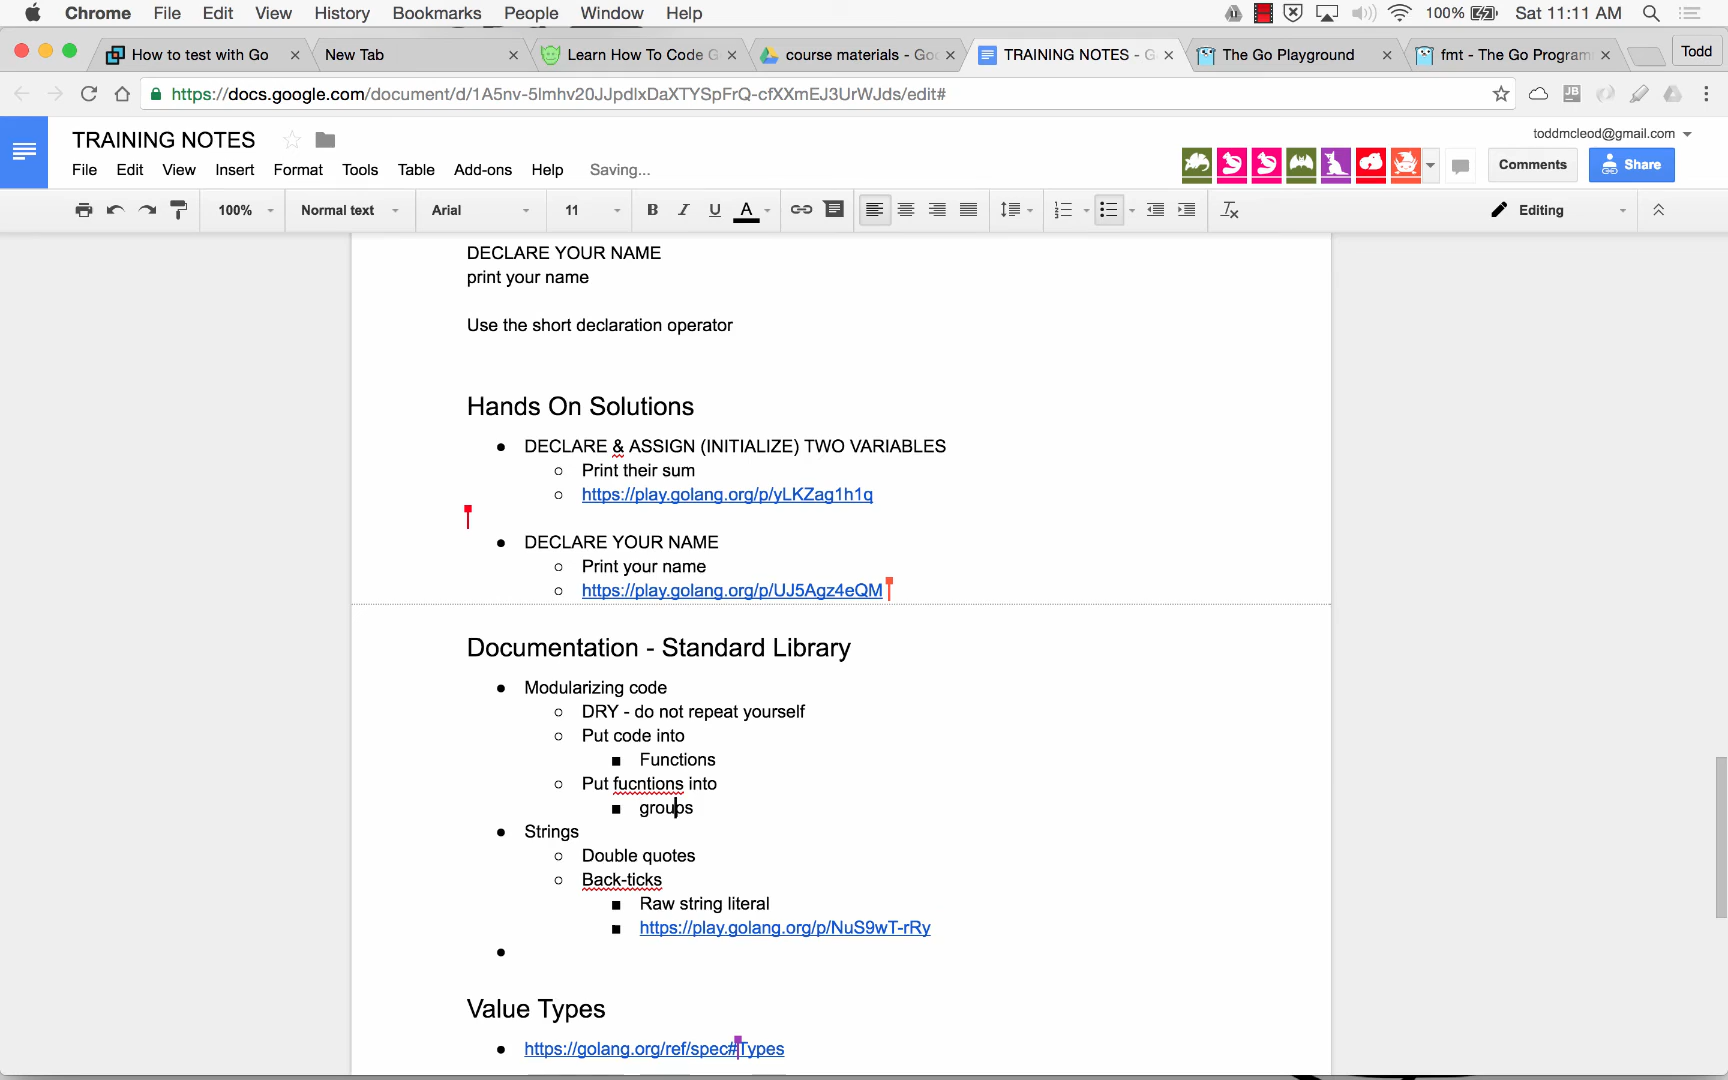 Chrome File Edit View History Bookmarks People Window Help 100% Sat 11:11 AM
How to test with Go New Tab Learn How To Code G course materials - Goo TRAINING NOTES - G The Go Playground fmt - The Go Program Todd
https://docs.google.com/document/d/1A5nv-5lmhv20JJpdlxDaXTYSpFrQ-cfXXmEJ3UrWJds/edit#
TRAINING NOTES toddmcleod@gmail.com
File Edit View Insert Format Tools Table Add-ons Help Saving... Comments Share
100% Normal text Arial 11 B I U A Editing
DECLARE YOUR NAME
print your name
Use the short declaration operator
Hands On Solutions
DECLARE & ASSIGN (INITIALIZE) TWO VARIABLES
Print their sum
https://play.golang.org/p/yLKZag1h1q
DECLARE YOUR NAME
Print your name
https://play.golang.org/p/UJ5Agz4eQM
Documentation - Standard Library
Modularizing code
DRY - do not repeat yourself
Put code into
Functions
Put fucntions into
groups
Strings
Double quotes
Back-ticks
Raw string literal
https://play.golang.org/p/NuS9wT-rRy
Value Types
https://golang.org/ref/spec#Types